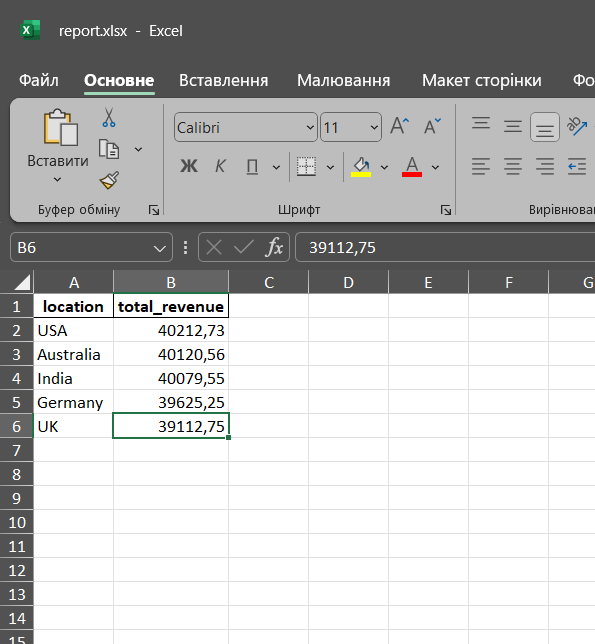 report.xlsx - Excel
Файл Основне Вставлення Малювання Макет сторінки Фо
Вставити
Calibri 11
Ж К П А
Буфер обміну Шрифт Вирівнюва
B6 fx 39112,75
A B C D E F G
1 location total_revenue
2 USA 40212,73
3 Australia 40120,56
4 India 40079,55
5 Germany 39625,25
6 UK 39112,75
7
8
9
10
11
12
13
14
15